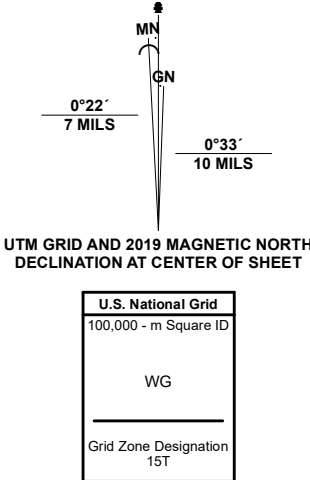 MN
GN
0°22´
7 MILS
0°33´
10 MILS
UTM GRID AND 2019 MAGNETIC NORTH
DECLINATION AT CENTER OF SHEET
U.S. National Grid
100,000 - m Square ID
WG
Grid Zone Designation
15T